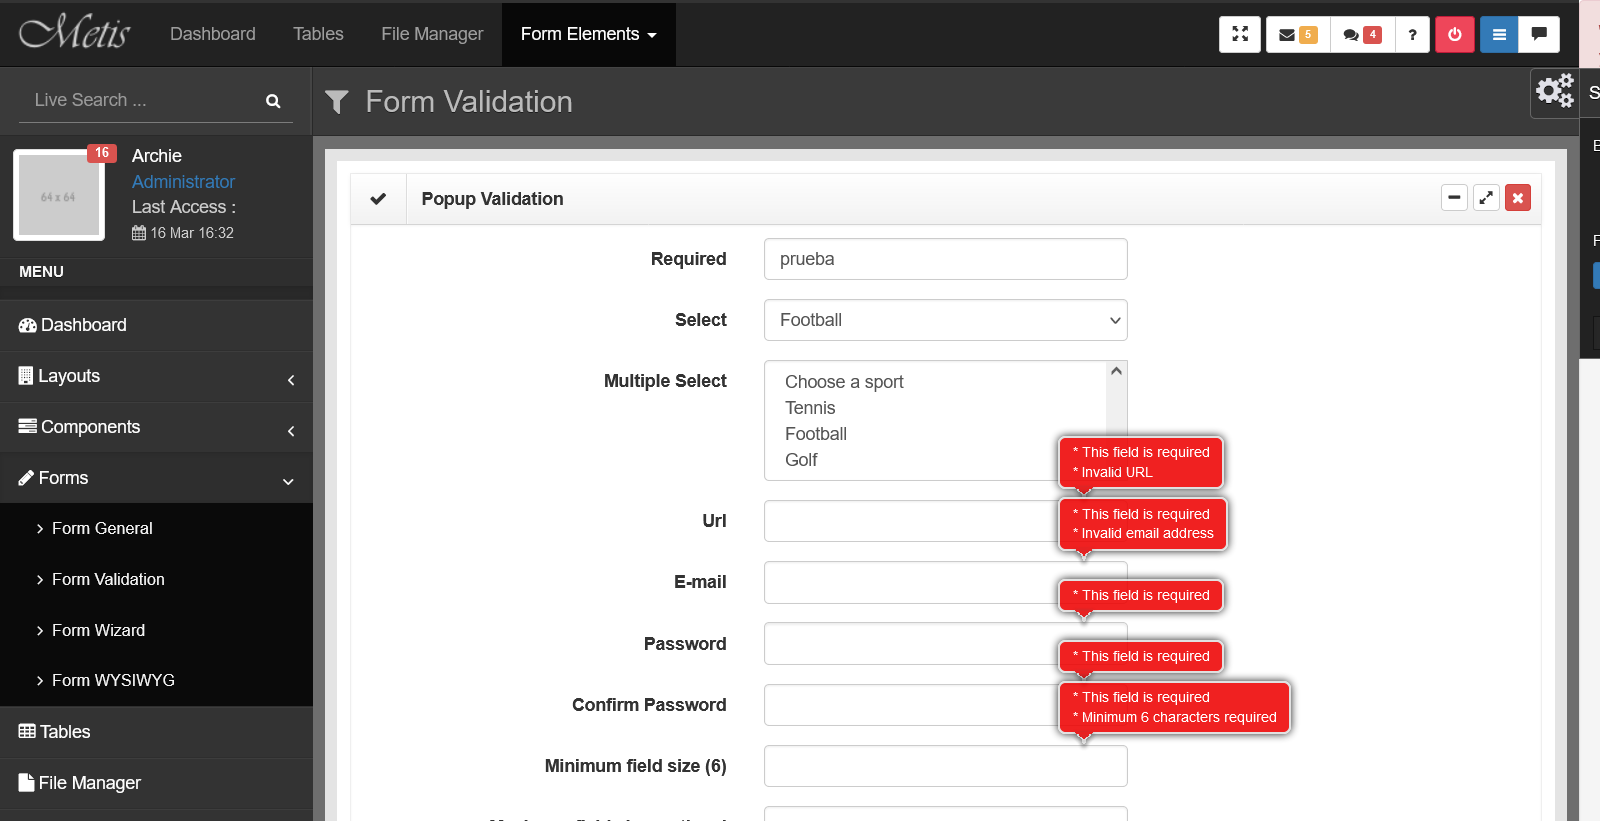 Metis
Dashboard
Tables
File Manager
Form Elements
5
4
?
Live Search ...
Form Validation
S
16
64 x 64
Archie
Administrator
Last Access :
16 Mar 16:32
MENU
Dashboard
Layouts
Components
Forms
Form General
Form Validation
Form Wizard
Form WYSIWYG
Tables
File Manager
Popup Validation
Required
prueba
Select
Football
Multiple Select
Choose a sport
Tennis
Football
Golf
* This field is required
* Invalid URL
Url
* This field is required
* Invalid email address
E-mail
* This field is required
Password
* This field is required
Confirm Password
* This field is required
* Minimum 6 characters required
Minimum field size (6)